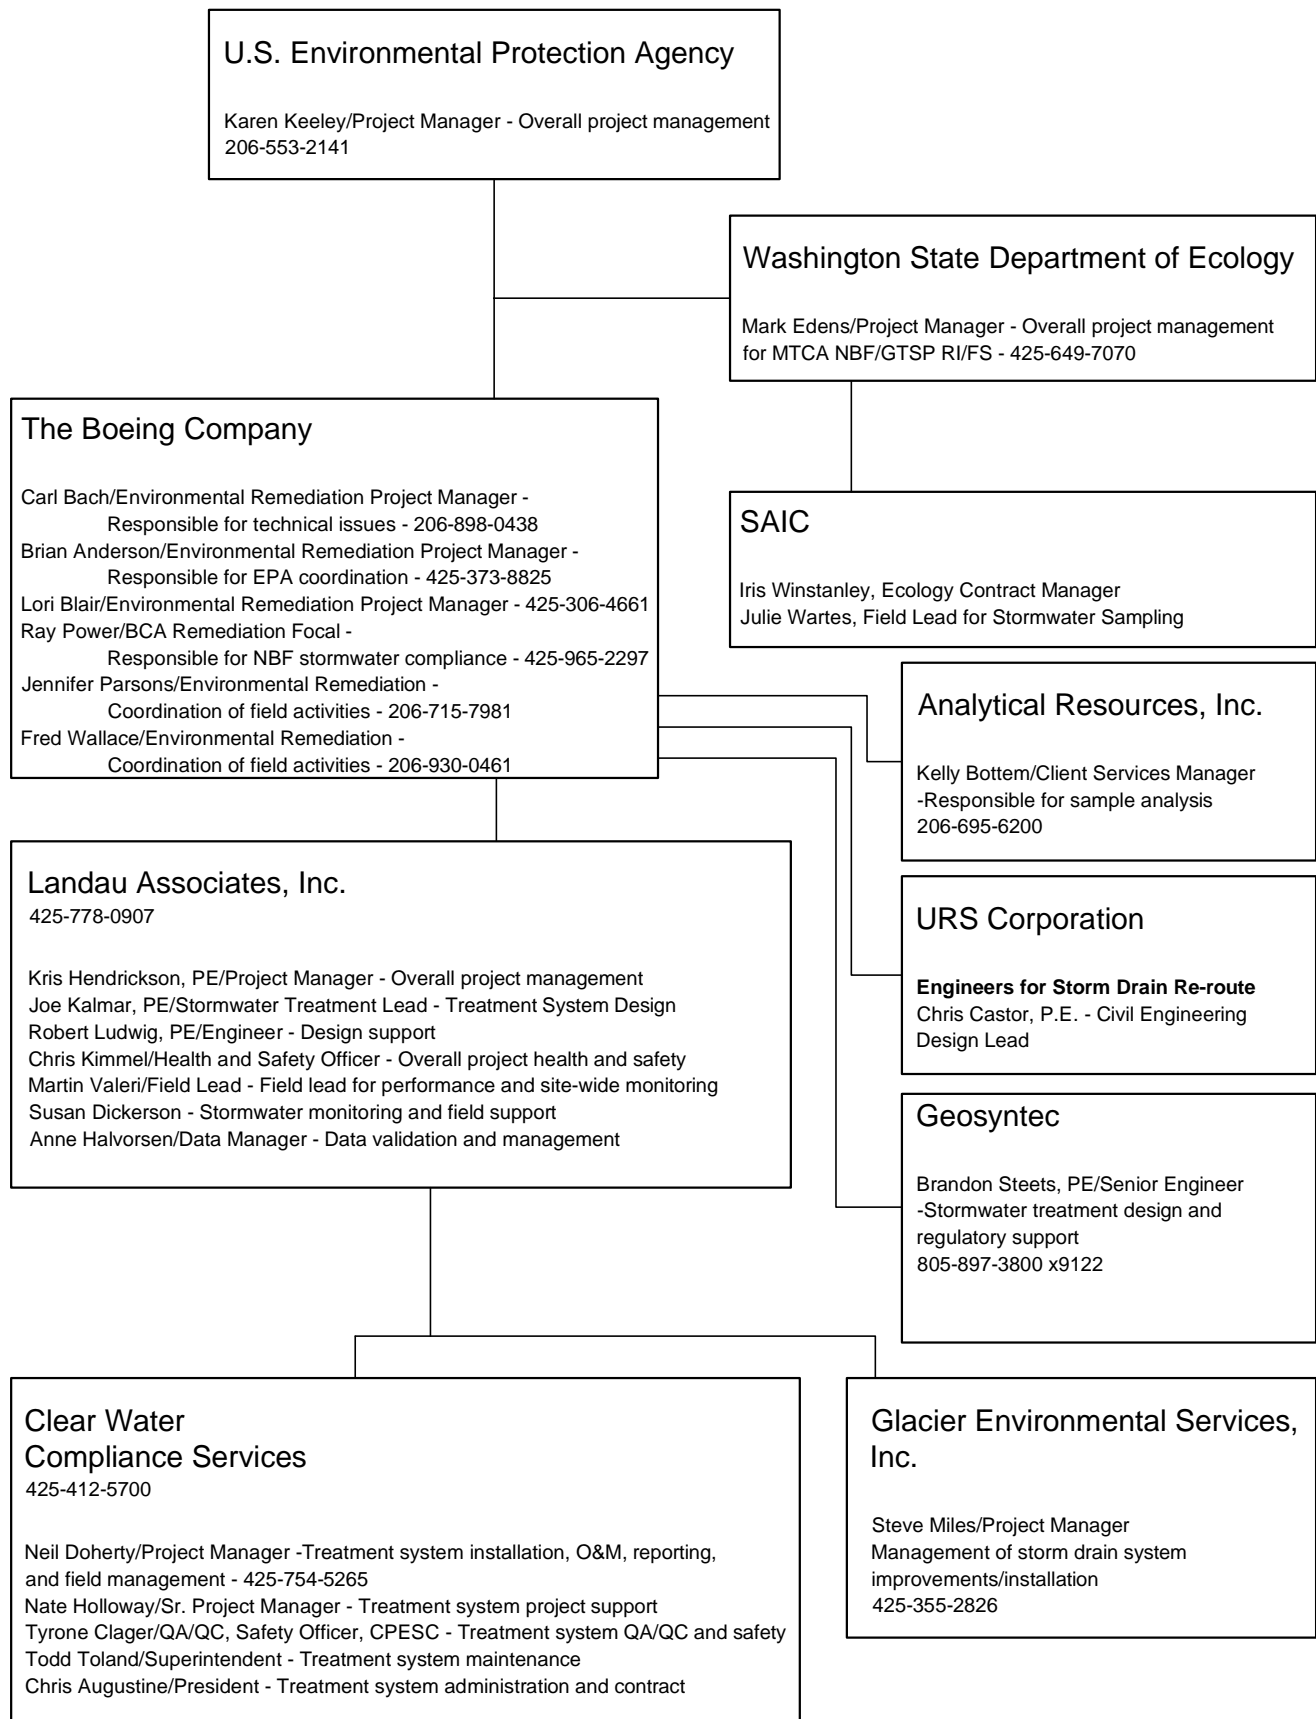 U.S. Environmental Protection Agency
Karen Keeley/Project Manager - Overall project management
206-553-2141
Washington State Department of Ecology
Mark Edens/Project Manager - Overall project management
for MTCA NBF/GTSP RI/FS - 425-649-7070
The Boeing Company
Carl Bach/Environmental Remediation Project Manager -
Responsible for technical issues - 206-898-0438
Brian Anderson/Environmental Remediation Project Manager -
Responsible for EPA coordination - 425-373-8825
Lori Blair/Environmental Remediation Project Manager - 425-306-4661
Ray Power/BCA Remediation Focal -
Responsible for NBF stormwater compliance - 425-965-2297
Jennifer Parsons/Environmental Remediation -
Coordination of field activities - 206-715-7981
Fred Wallace/Environmental Remediation -
Coordination of field activities - 206-930-0461
SAIC
Iris Winstanley, Ecology Contract Manager
Julie Wartes, Field Lead for Stormwater Sampling
Analytical Resources, Inc.
Kelly Bottem/Client Services Manager
-Responsible for sample analysis
206-695-6200
Landau Associates, Inc.
425-778-0907
Kris Hendrickson, PE/Project Manager - Overall project management
Joe Kalmar, PE/Stormwater Treatment Lead - Treatment System Design
Robert Ludwig, PE/Engineer - Design support
Chris Kimmel/Health and Safety Officer - Overall project health and safety
Martin Valeri/Field Lead - Field lead for performance and site-wide monitoring
Susan Dickerson - Stormwater monitoring and field support
Anne Halvorsen/Data Manager - Data validation and management
URS Corporation
Engineers for Storm Drain Re-route
Chris Castor, P.E. - Civil Engineering
Design Lead
Geosyntec
Brandon Steets, PE/Senior Engineer
-Stormwater treatment design and
regulatory support
805-897-3800 x9122
Clear Water
Compliance Services
425-412-5700
Neil Doherty/Project Manager -Treatment system installation, O&M, reporting,
and field management - 425-754-5265
Nate Holloway/Sr. Project Manager - Treatment system project support
Tyrone Clager/QA/QC, Safety Officer, CPESC - Treatment system QA/QC and safety
Todd Toland/Superintendent - Treatment system maintenance
Chris Augustine/President - Treatment system administration and contract
Glacier Environmental Services,
Inc.
Steve Miles/Project Manager
Management of storm drain system
improvements/installation
425-355-2826